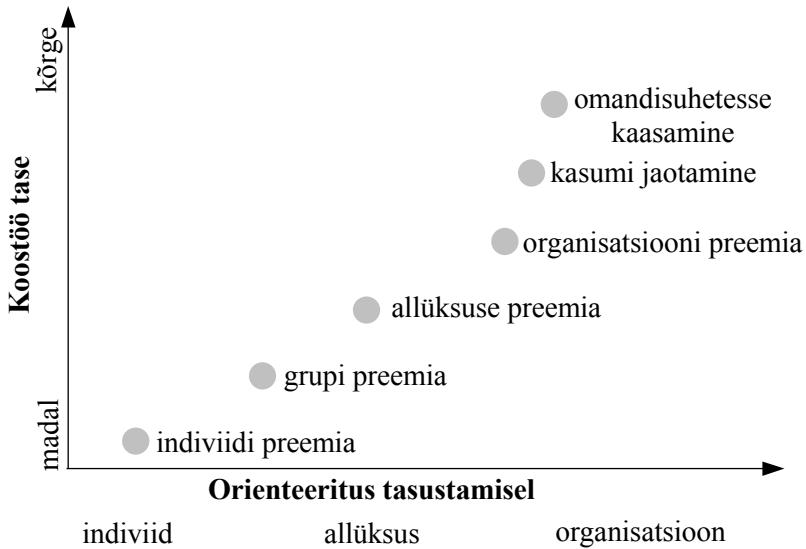 kõrge
omandisuhetesse
kaasamine
kasumi jaotamine
organisatsiooni preemia
Koostöö tase
allüksuse preemia
grupi preemia
madal
indiviidi preemia
Orienteeritus tasustamisel
indiviid allüksus organisatsioon